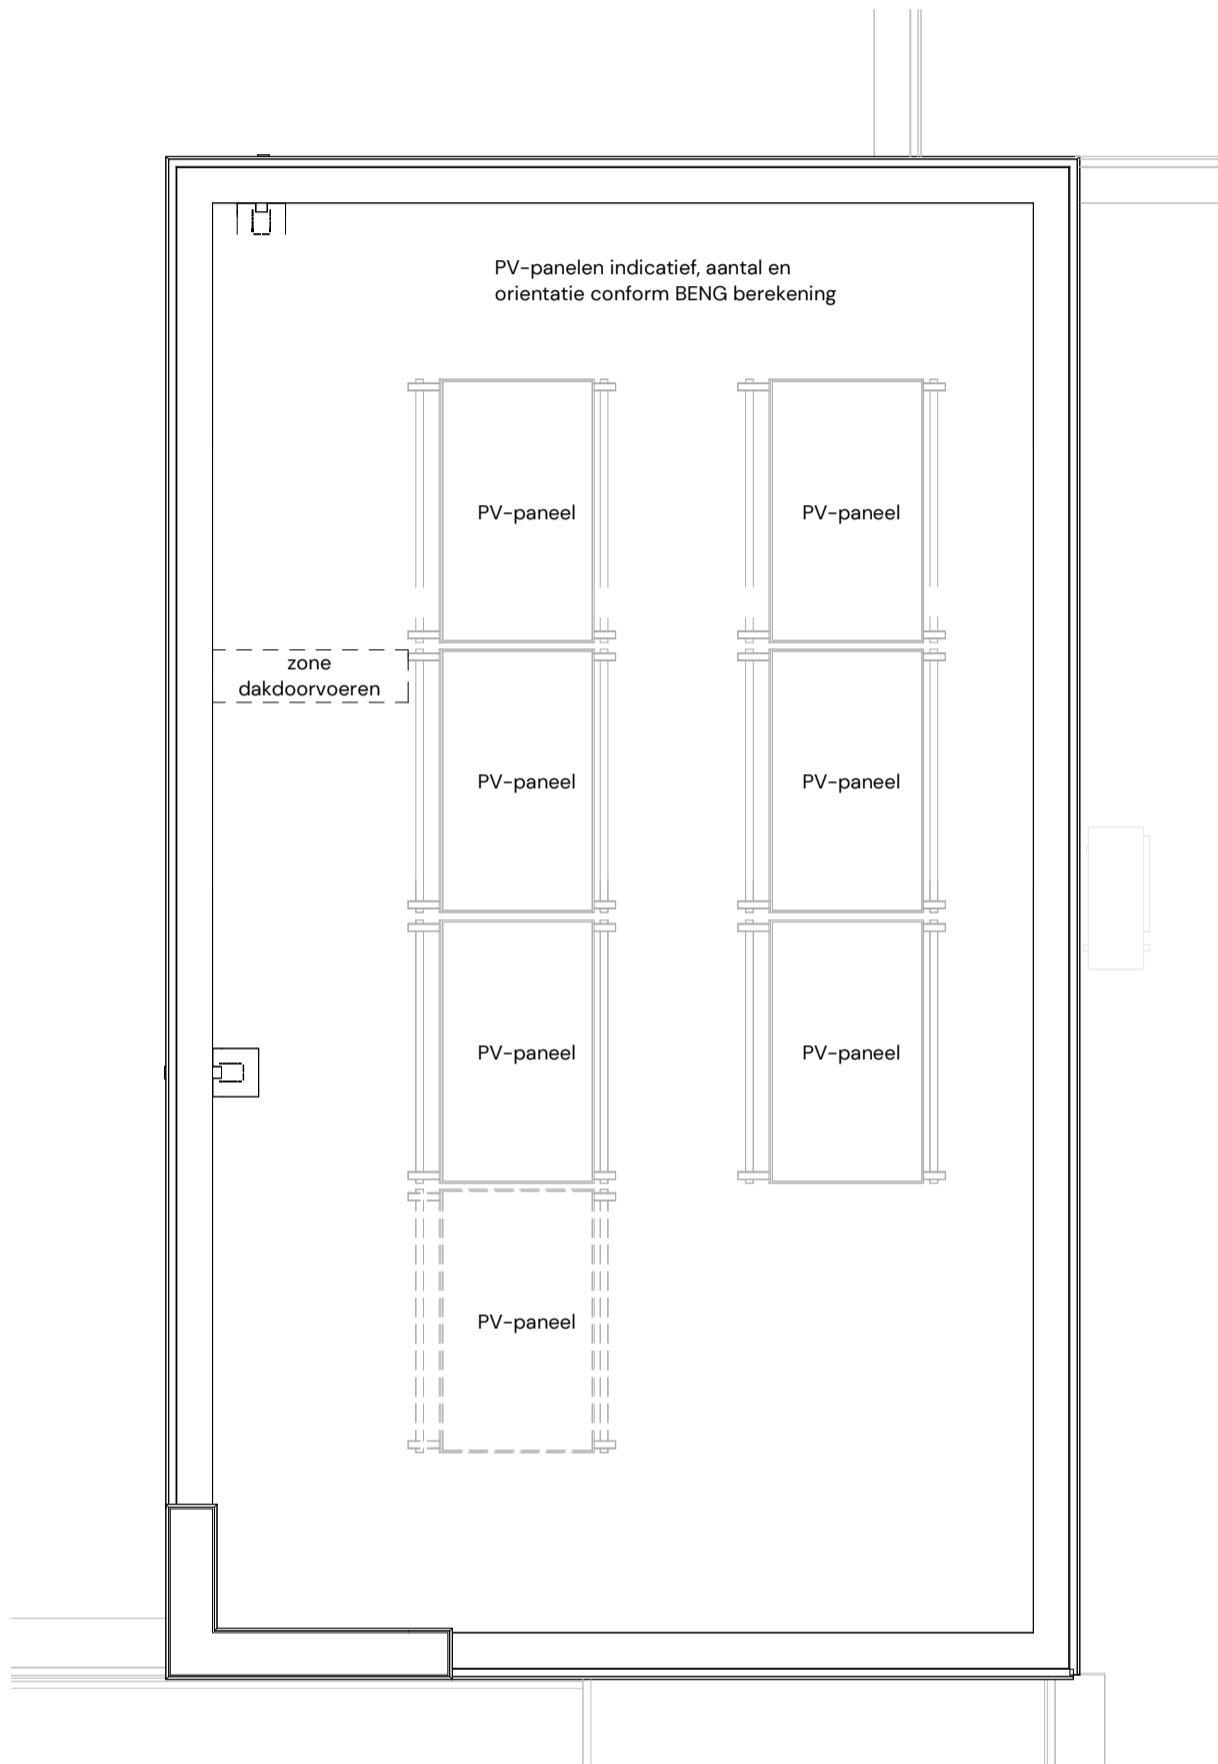 PV-panelen indicatief, aantal en
orientatie conform BENG berekening
PV-paneel
PV-paneel
zone
dakdoorvoeren
PV-paneel
PV-paneel
PV-paneel
PV-paneel
PV-paneel